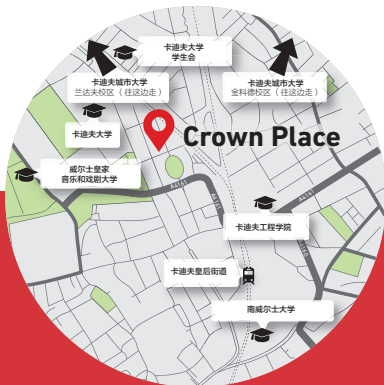 卡迪夫大学
学生会
卡迪夫城市大学
兰达夫校区（往这边走）
卡迪夫城市大学
金科德校区（往这边走）
卡迪夫大学
Crown Place
威尔士皇家
音乐和戏剧大学
A4161
A4161
卡迪夫工程学院
卡迪夫皇后街道
南威尔士大学